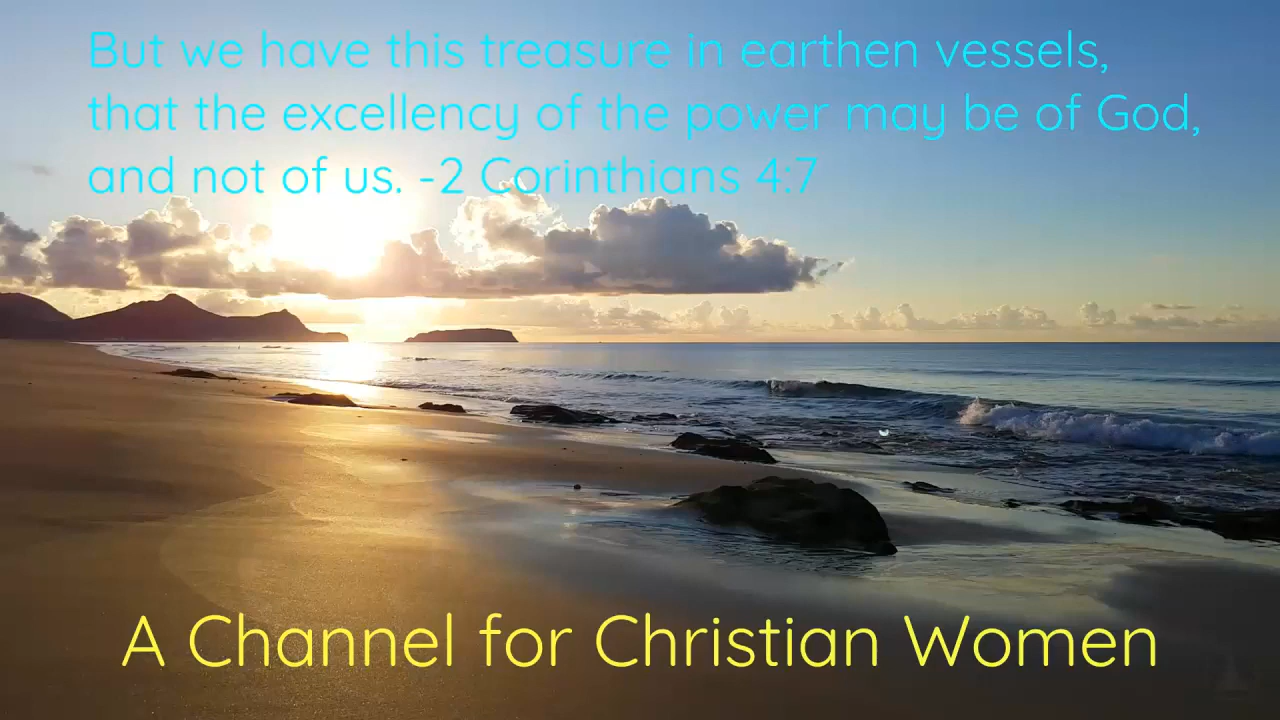 But we have this treasure in earthen vessels,
that the excellency of the power may be of God,
and not of us. -2 Corinthians 4:7
A Channel for Christian Women